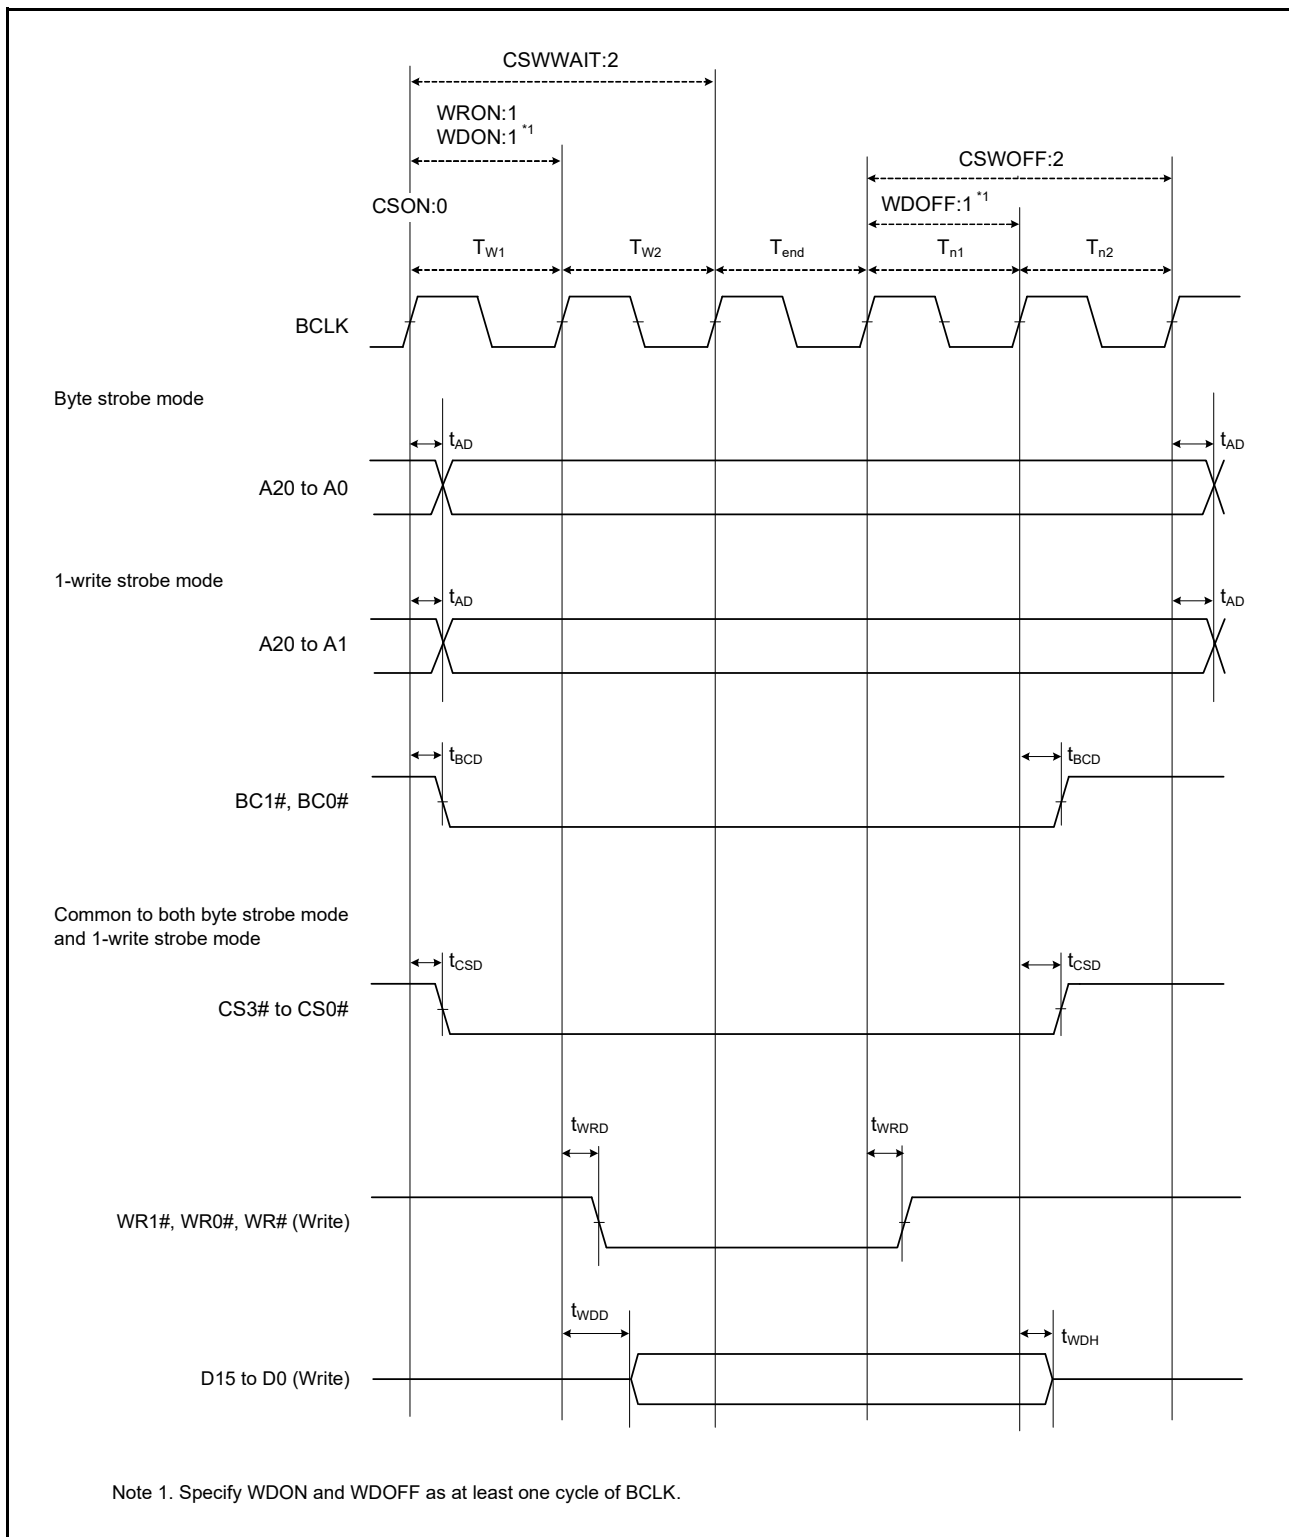 CSWWAIT:2
WRON:1
WDON:1 *1
CSWOFF:2
WDOFF:1 *1
CSON:0
TW1
TW2
Tend
Tn1
Tn2
BCLK
Byte strobe mode
tAD
tAD
A20 to A0
1-write strobe mode
tAD
tAD
A20 to A1
tBCD
tBCD
BC1#, BC0#
Common to both byte strobe mode
and 1-write strobe mode
tCSD
tCSD
CS3# to CS0#
tWRD
tWRD
WR1#, WR0#, WR# (Write)
tWDD
tWDH
D15 to D0 (Write)
Note 1. Specify WDON and WDOFF as at least one cycle of BCLK.